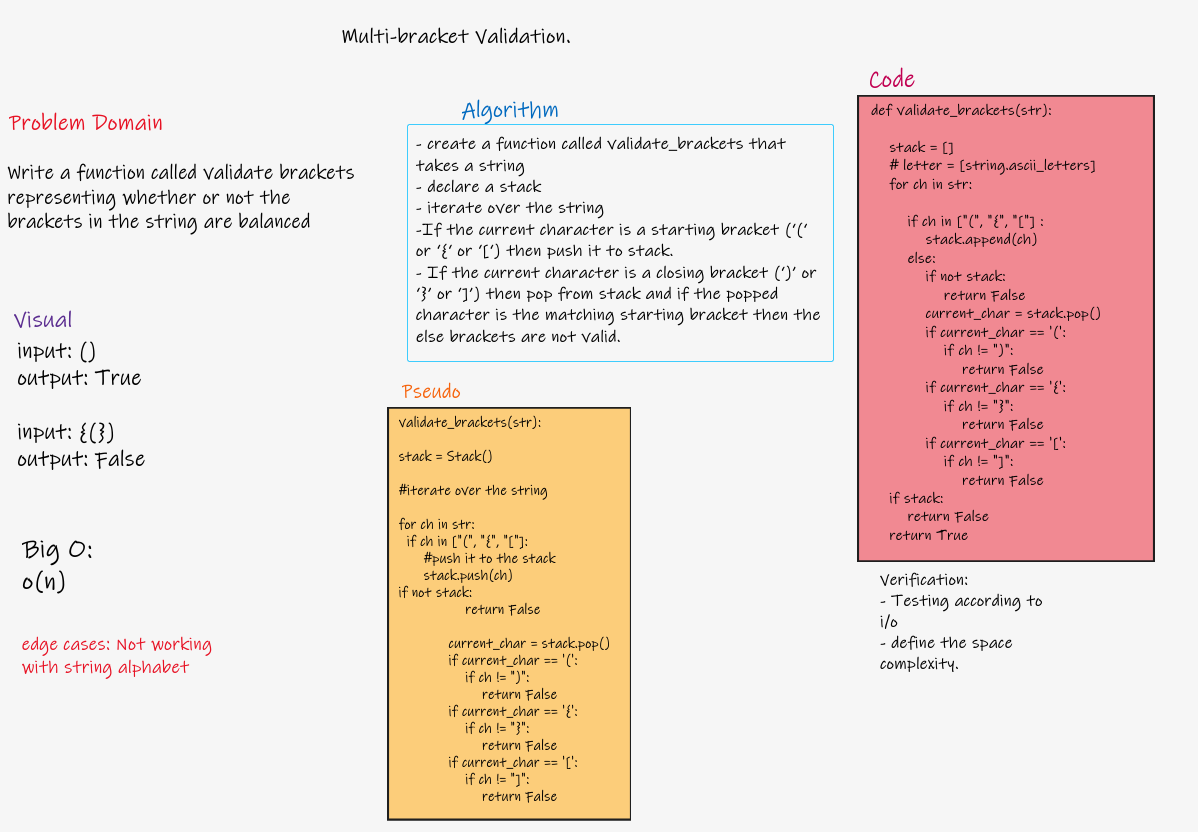 Multi-bracket Validation.
Problem Domain
Write a function called validate brackets
representing whether or not the
brackets in the string are balanced
Visual
input: ()
output: True
input: {(})
output: False
Big O:
o(n)
edge cases: Not working
with string alphabet
Algorithm
- create a function called validate_brackets that
takes a string
- declare a stack
- iterate over the string
-If the current character is a starting bracket ('('
or '{' or '[') then push it to stack.
- If the current character is a closing bracket (')' or
'}' or ']') then pop from stack and if the popped
character is the matching starting bracket then the
else brackets are not valid.
Pseudo
validate_brackets(str):
stack = Stack()
#iterate over the string
for ch in str:
if ch in ["(", "{", "["]:
#push it to the stack
stack.push(ch)
if not stack:
return False
current_char = stack.pop()
if current_char == '(':
if ch != ")":
return False
if current_char == '{':
if ch != "}":
return False
if current_char == '[':
if ch != "]":
return False
Code
def validate_brackets(str):
stack = []
# letter = [string.ascii_letters]
for ch in str:
if ch in ["(", "{", "["] :
stack.append(ch)
else:
if not stack:
return False
current_char = stack.pop()
if current_char == '(':
if ch != ")":
return False
if current_char == '{':
if ch != "}":
return False
if current_char == '[':
if ch != "]":
return False
if stack:
return False
return True
Verification:
- Testing according to
i/o
- define the space
complexity.